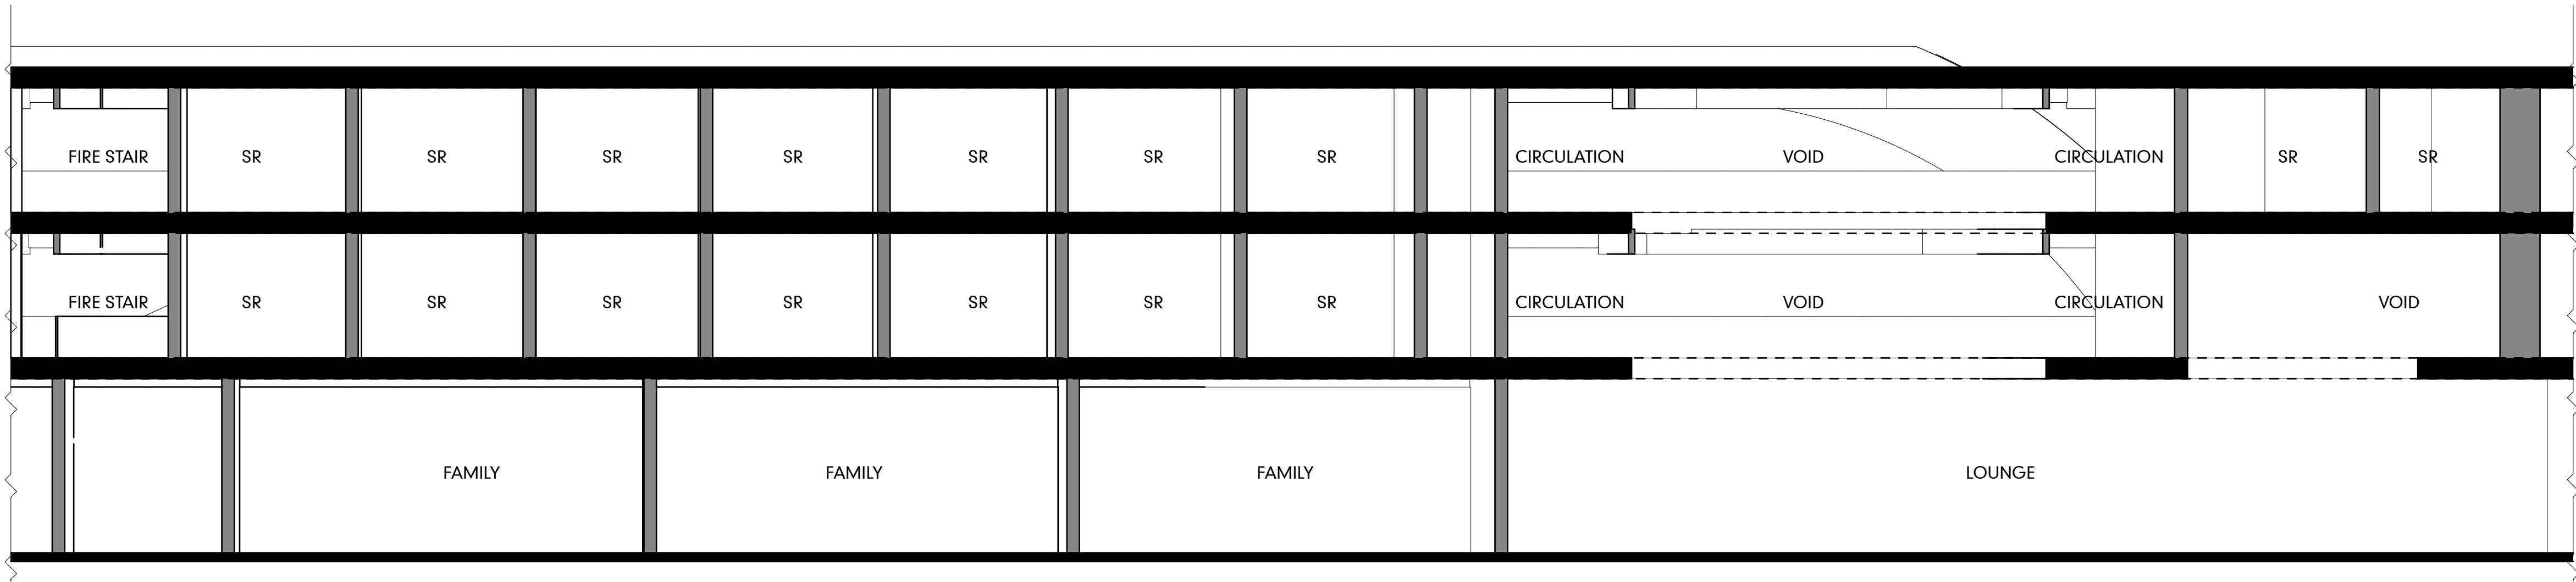 FIRE STAIR SR SR SR SR SR SR SR CIRCULATION VOID CIRCULATION SR SR
FIRE STAIR SR SR SR SR SR SR SR CIRCULATION VOID CIRCULATION VOID
FAMILY FAMILY FAMILY LOUNGE